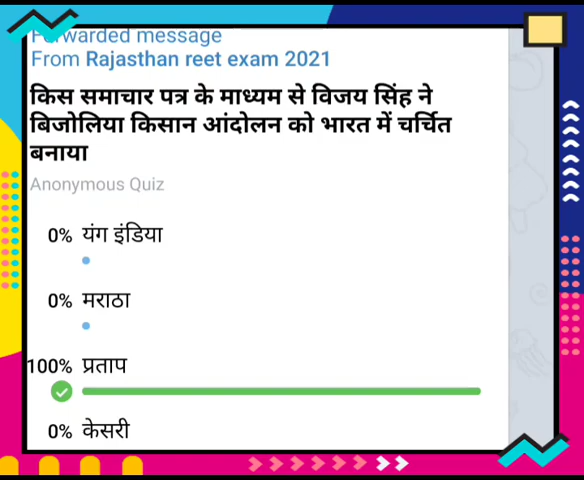 Forwarded message
From Rajasthan reet exam 2021
किस समाचार पत्र के माध्यम से विजय सिंह ने
बिजोलिया किसान आंदोलन को भारत में चर्चित
बनाया
Anonymous Quiz
0% यंग इंडिया
0% मराठा
100% प्रताप
0% केसरी